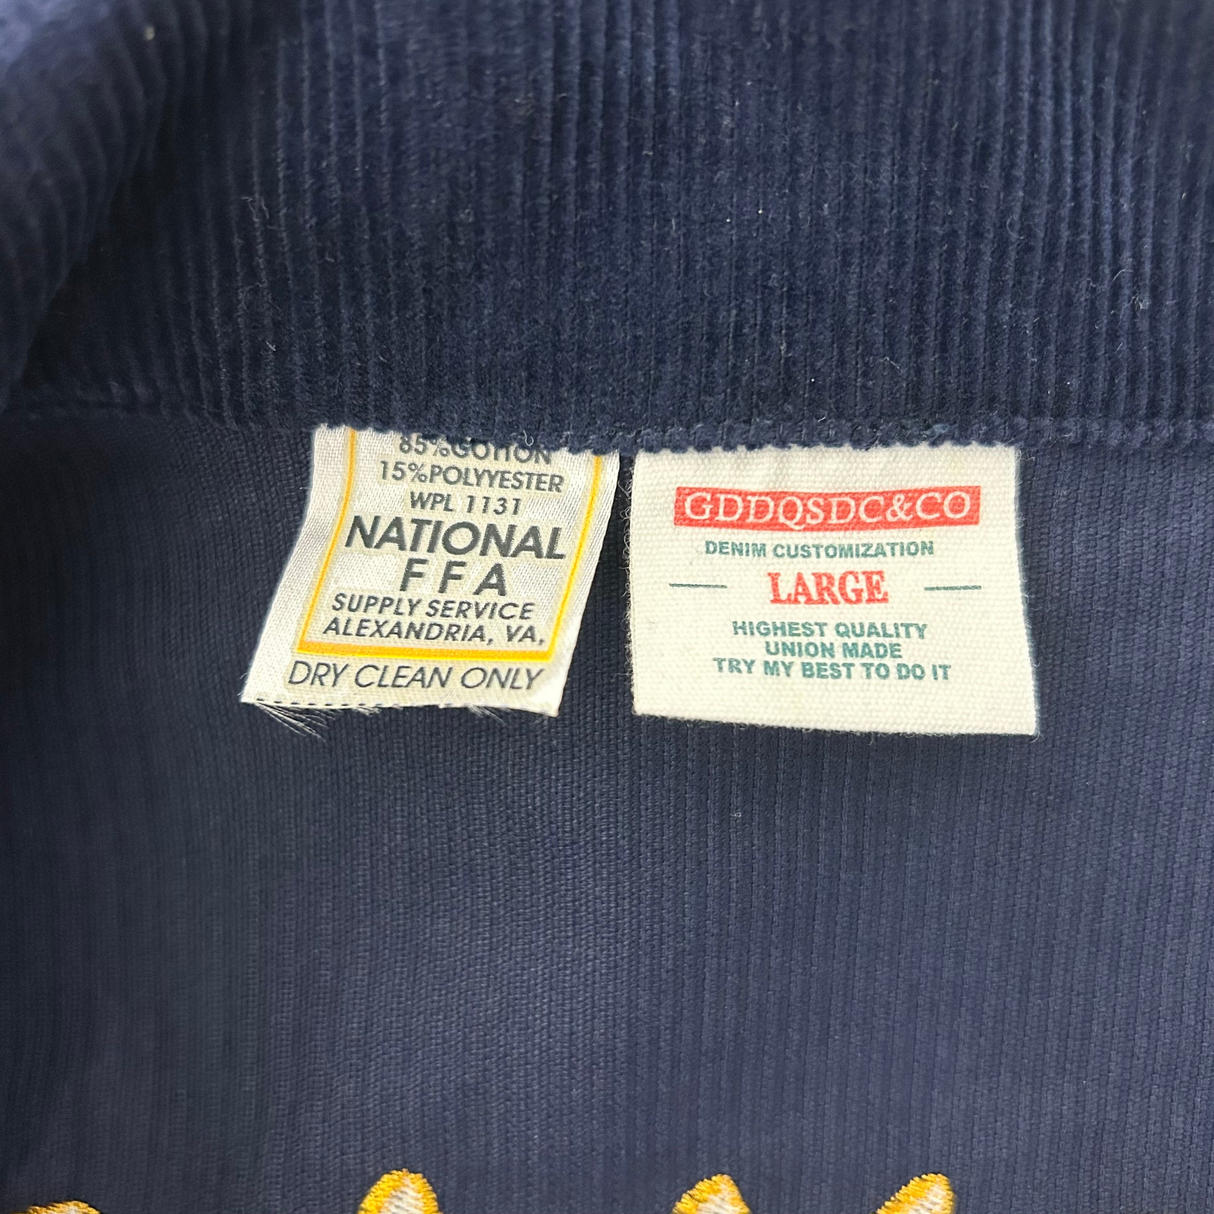 85%GOTTON
15%POLYYESTER
WPL 1131
NATIONAL
FFA
SUPPLY SERVICE
ALEXANDRIA, VA,
DRY CLEAN ONLY
GDDQSDC&CO
DENIM CUSTOMIZATION
LARGE
HIGHEST QUALITY
UNION MADE
TRY MY BEST TO DO IT